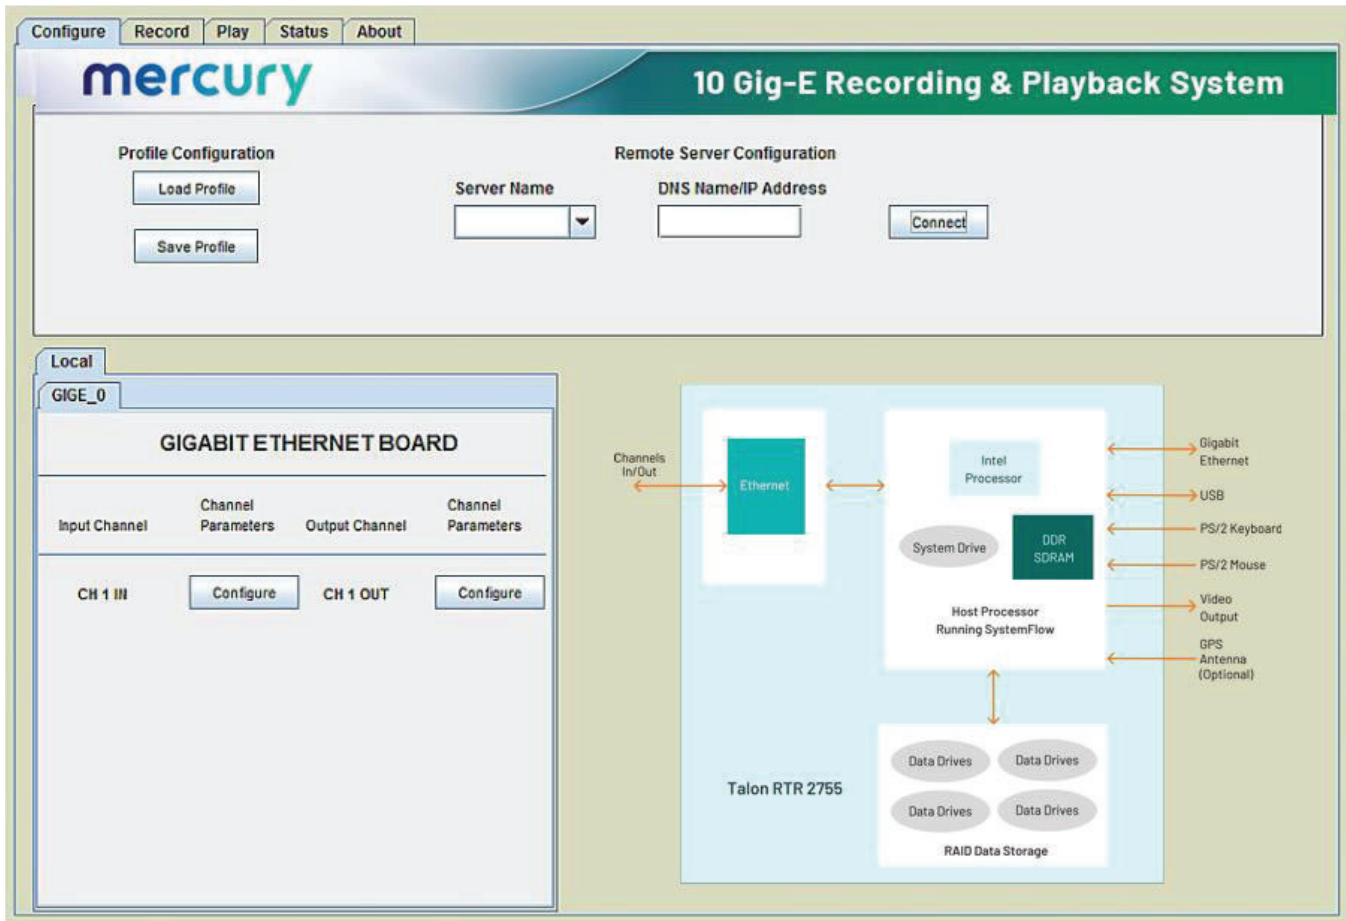 Configure Record Play Status About
mercury
10 Gig-E Recording & Playback System
Profile Configuration
Load Profile
Save Profile
Remote Server Configuration
Server Name
DNS Name/IP Address
Connect
Local
GIGE_0
GIGABIT ETHERNET BOARD
Input Channel
Channel
Parameters
Output Channel
Channel
Parameters
CH 1 IN
Configure
CH 1 OUT
Configure
Channels
In/Out
Ethernet
Intel
Processor
System Drive
DDR
SDRAM
Host Processor
Running SystemFlow
Gigabit
Ethernet
USB
PS/2 Keyboard
PS/2 Mouse
Video
Output
GPS
Antenna
(Optional)
Talon RTR 2755
Data Drives
Data Drives
Data Drives
Data Drives
RAID Data Storage